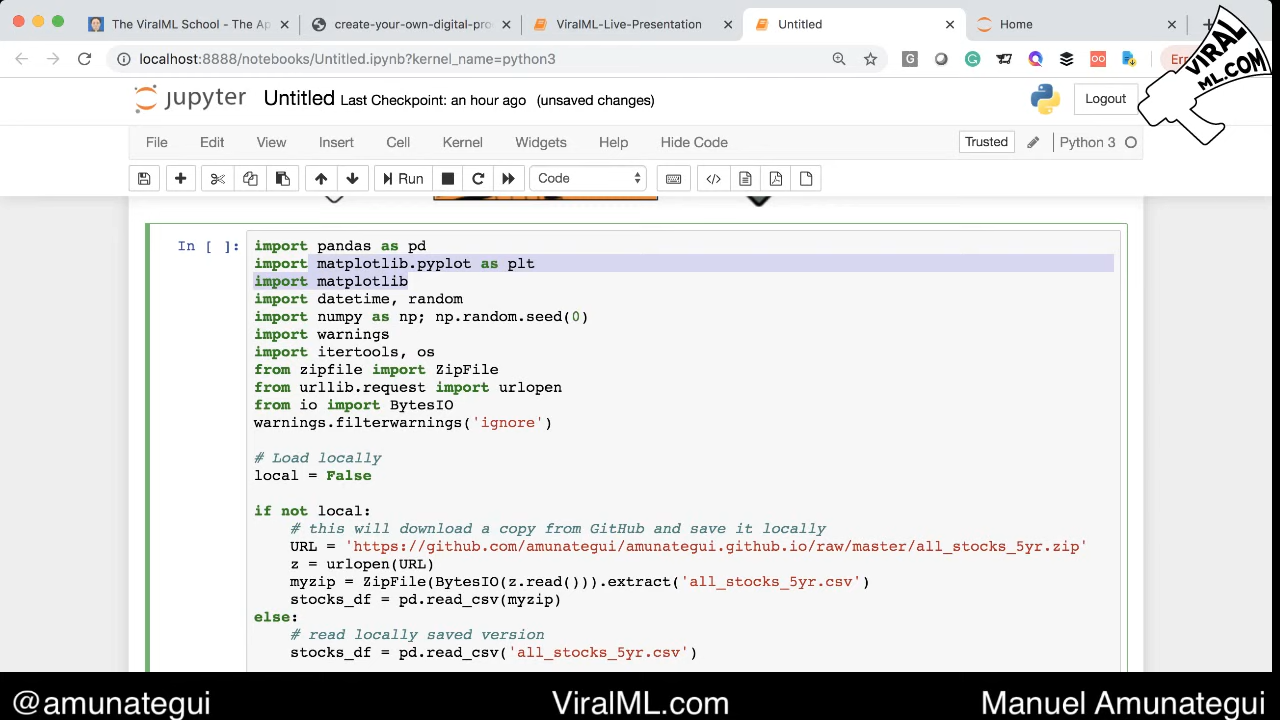 The ViralML School - The Ap
create-your-own-digital-pro
ViralML-Live-Presentation
Untitled
Home
localhost:8888/notebooks/Untitled.ipynb?kernel_name=python3
VIRAL
ML.COM
jupyter Untitled Last Checkpoint: an hour ago (unsaved changes)
Logout
File Edit View Insert Cell Kernel Widgets Help Hide Code
Trusted Python 3
Run Code
In [ ]:
import pandas as pd
import matplotlib.pyplot as plt
import matplotlib
import datetime, random
import numpy as np; np.random.seed(0)
import warnings
import itertools, os
from zipfile import ZipFile
from urllib.request import urlopen
from io import BytesIO
warnings.filterwarnings('ignore')
# Load locally
local = False
if not local:
# this will download a copy from GitHub and save it locally
URL = 'https://github.com/amunategui/amunategui.github.io/raw/master/all_stocks_5yr.zip'
z = urlopen(URL)
myzip = ZipFile(BytesIO(z.read())).extract('all_stocks_5yr.csv')
stocks_df = pd.read_csv(myzip)
else:
# read locally saved version
stocks_df = pd.read_csv('all_stocks_5yr.csv')
@amunategui
ViralML.com
Manuel Amunategui